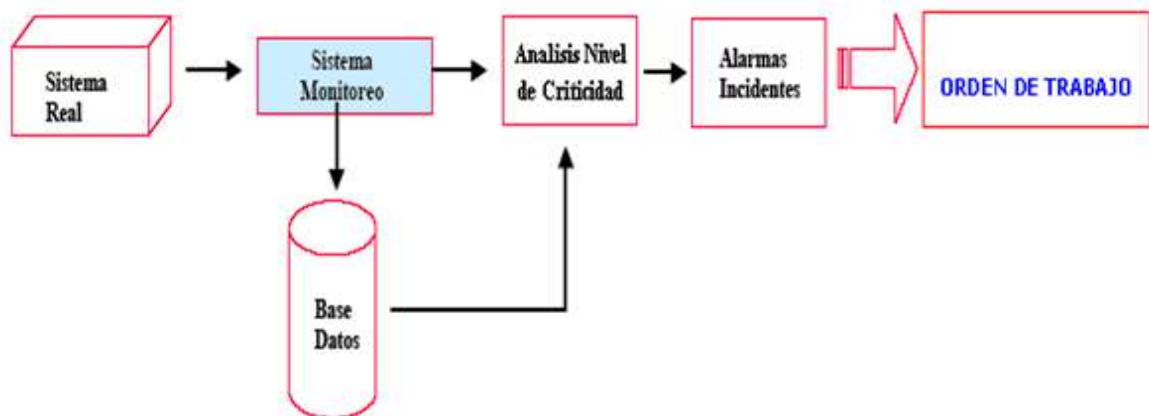 Sistema
Real
Sistema
Monitoreo
Analisis Nivel
de Criticidad
Alarmas
Incidentes
ORDEN DE TRABAJO
Base
Datos